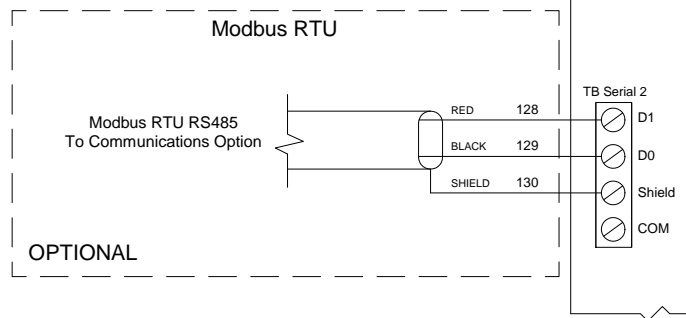 Modbus RTU
TB Serial 2
Modbus RTU RS485
To Communications Option
RED 128 D1
BLACK 129 D0
SHIELD 130 Shield
COM
OPTIONAL